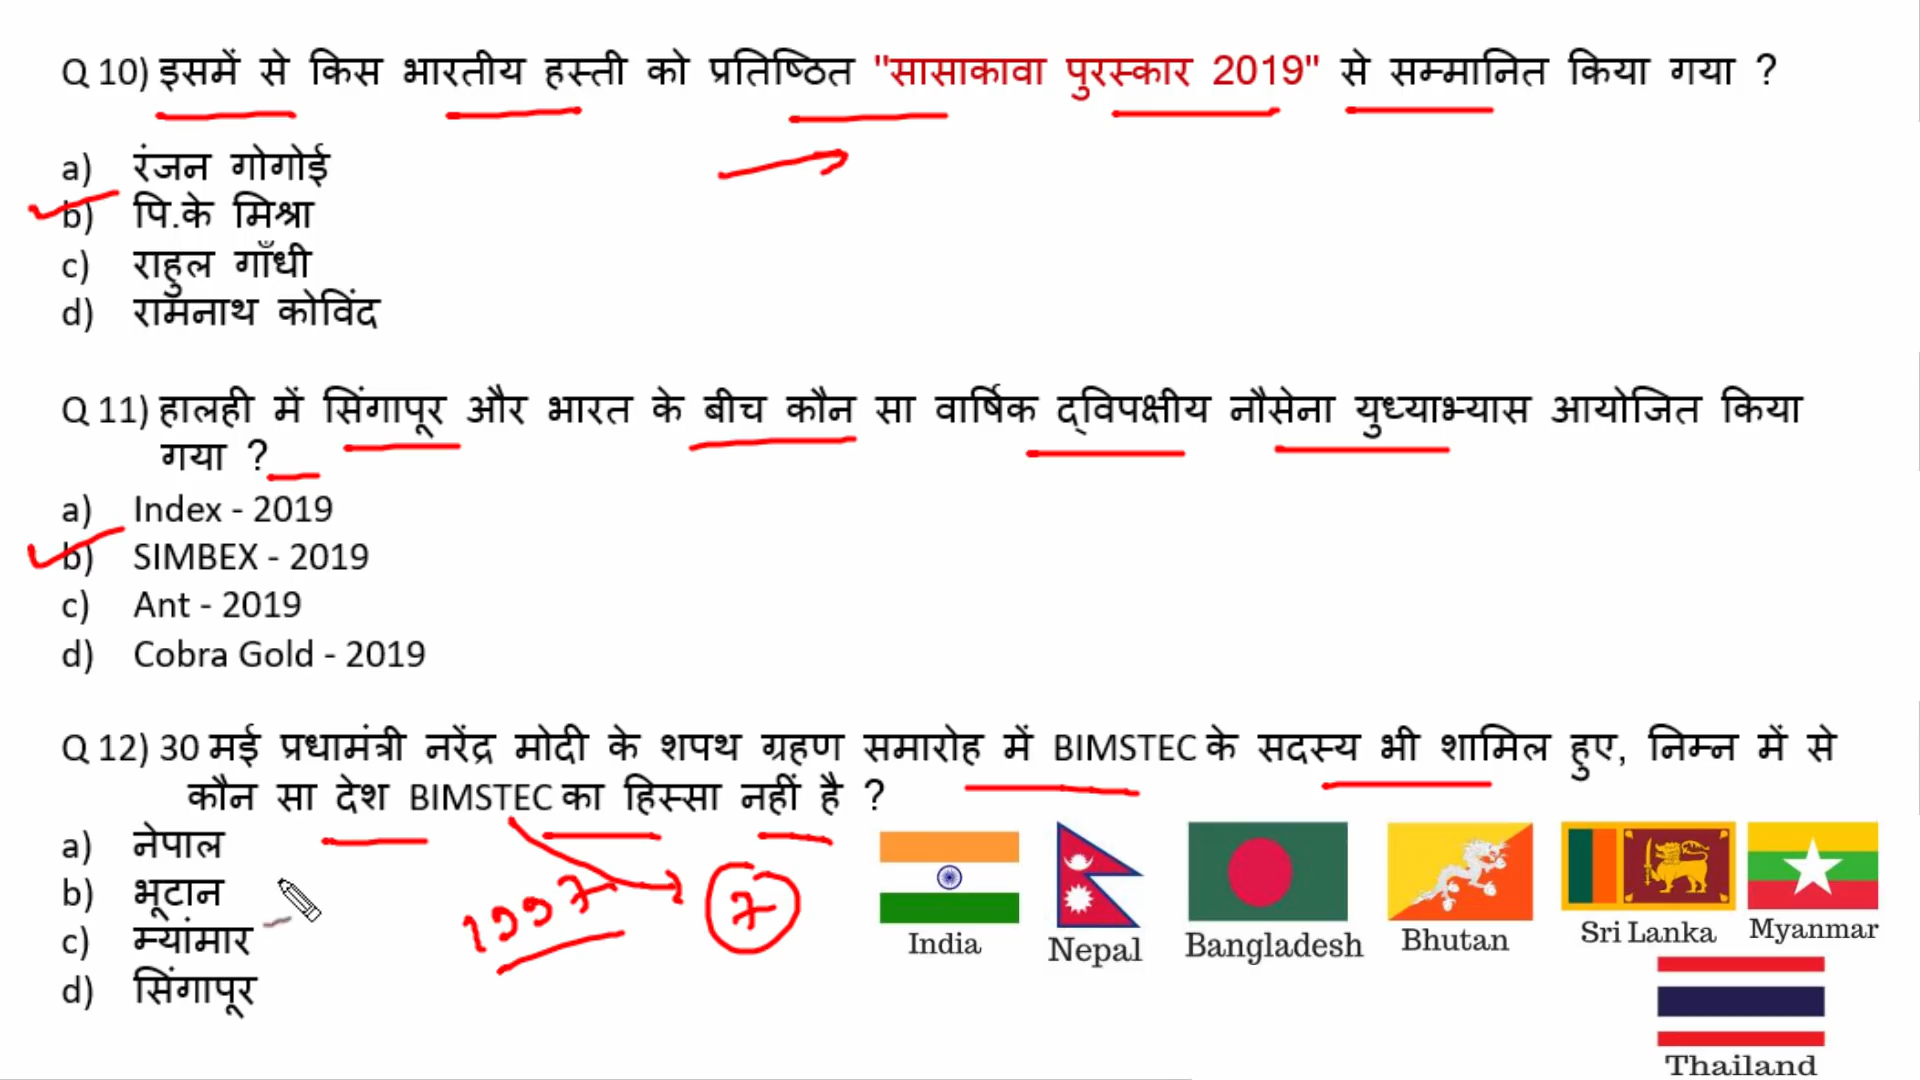 Q 10) इसमें से किस भारतीय हस्ती को प्रतिष्ठित "सासाकावा पुरस्कार 2019" से सम्मानित किया गया ?
a) रंजन गोगोई
b) पि.के मिश्रा
c) राहुल गाँधी
d) रामनाथ कोविंद
Q 11) हालही में सिंगापूर और भारत के बीच कौन सा वार्षिक द्विपक्षीय नौसेना युध्याभ्यास आयोजित किया
गया ?
a) Index - 2019
b) SIMBEX - 2019
c) Ant - 2019
d) Cobra Gold - 2019
Q 12) 30 मई प्रधामंत्री नरेंद्र मोदी के शपथ ग्रहण समारोह में BIMSTEC के सदस्य भी शामिल हुए, निम्न में से
कौन सा देश BIMSTEC का हिस्सा नहीं है ?
a) नेपाल
b) भूटान
c) म्यांमार
d) सिंगापूर
1997 7
India Nepal Bangladesh Bhutan Sri Lanka Myanmar
Thailand